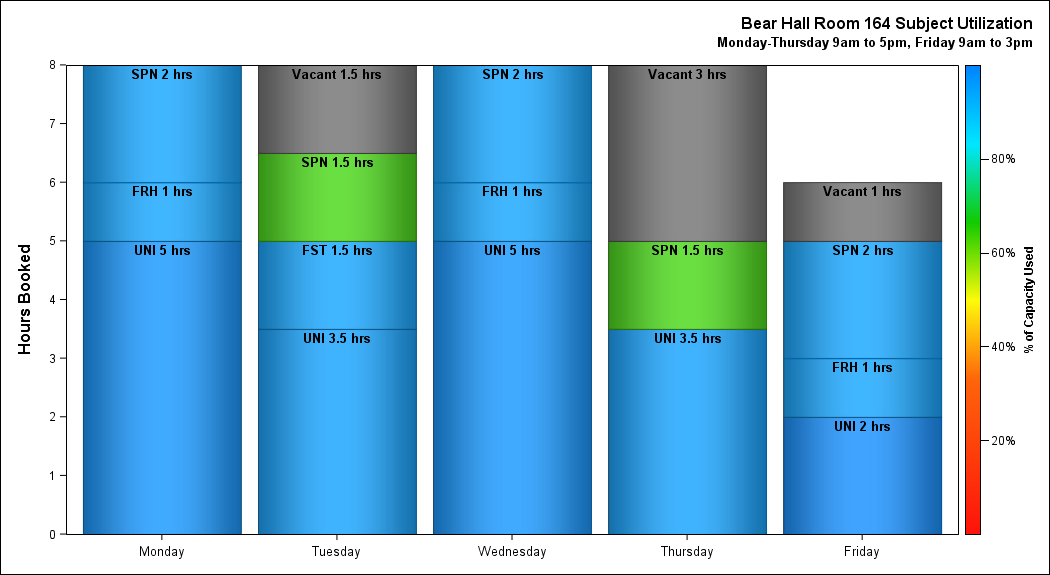 Bear Hall Room 164 Subject Utilization
Monday-Thursday 9am to 5pm, Friday 9am to 3pm
Hours Booked
8
7
6
5
4
3
2
1
0
SPN 2 hrs
FRH 1 hrs
UNI 5 hrs
Vacant 1.5 hrs
SPN 1.5 hrs
FST 1.5 hrs
UNI 3.5 hrs
SPN 2 hrs
FRH 1 hrs
UNI 5 hrs
Vacant 3 hrs
SPN 1.5 hrs
UNI 3.5 hrs
Vacant 1 hrs
SPN 2 hrs
FRH 1 hrs
UNI 2 hrs
Monday
Tuesday
Wednesday
Thursday
Friday
80%
60%
40%
20%
% of Capacity Used